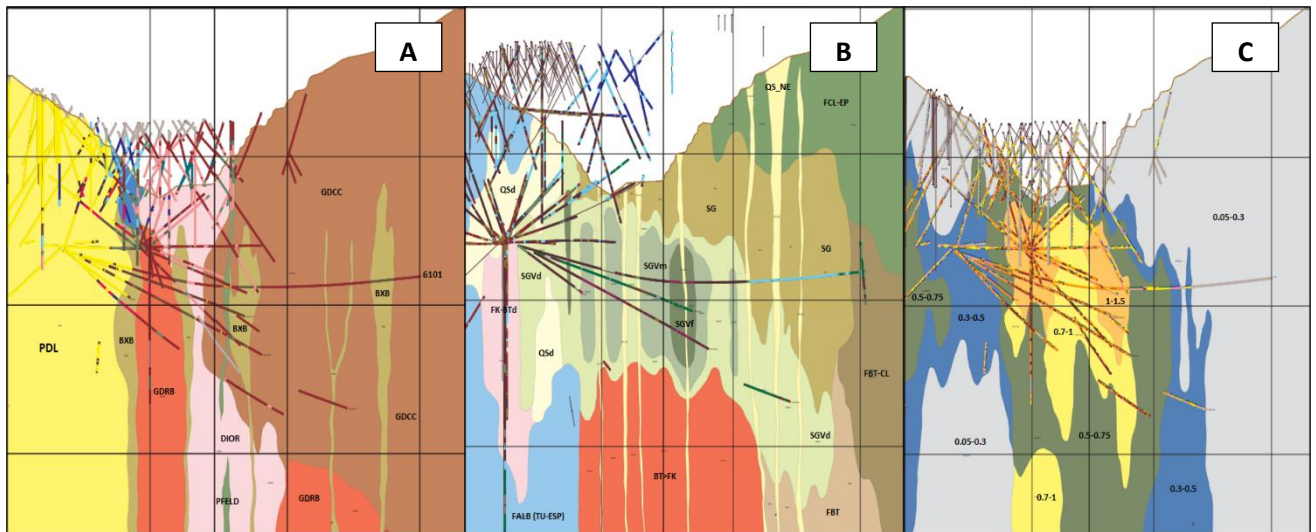 A
GDCC
6101
BXB
PDL
BXB
BXB
GDRB
GDCC
DIOR
PFELD
GDRB
B
QS_NE
FCL-EP
QSd
SG
SG
SGVd
SGVm
FK-BTd
SGVf
QSd
FBT-CL
SGVd
BT>FK
FALB (TU-ESP)
FBT
C
0.05-0.3
0.5-0.75
0.3-0.5
1-1.5
0.7-1
0.05-0.3
0.5-0.75
0.7-1
0.3-0.5